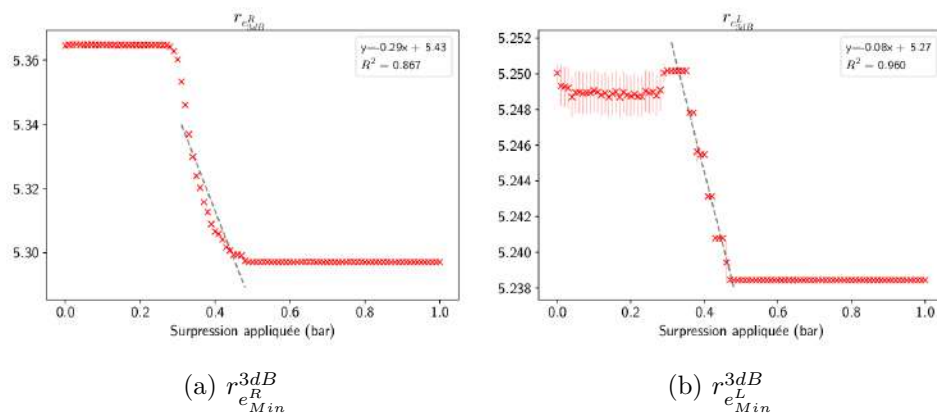 r_{e^R_{3dB}}
y=-0.29x + 5.43
R² = 0.867
5.36
5.34
5.32
5.30
0.0 0.2 0.4 0.6 0.8 1.0
Surpression appliquée (bar)
(a) r^{3dB}_{e^R_{Min}}
r_{e^L_{3dB}}
y=-0.08x + 5.27
R² = 0.960
5.252
5.250
5.248
5.246
5.244
5.242
5.240
5.238
0.0 0.2 0.4 0.6 0.8 1.0
Surpression appliquée (bar)
(b) r^{3dB}_{e^L_{Min}}